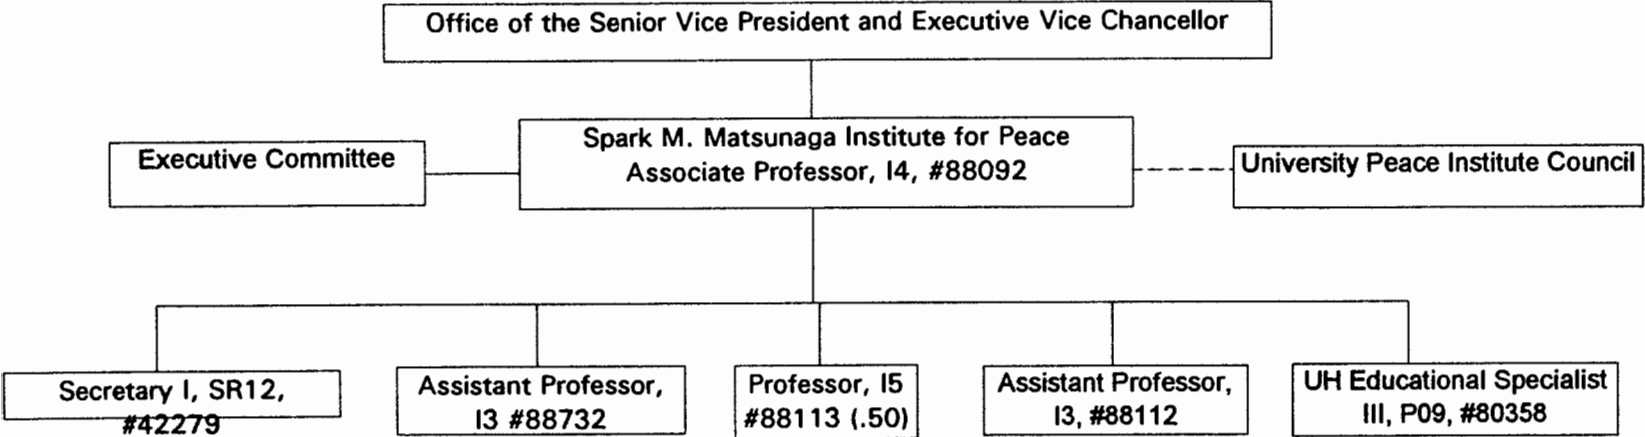 Office of the Senior Vice President and Executive Vice Chancellor
Spark M. Matsunaga Institute for Peace
Associate Professor, I4, #88092
Executive Committee
University Peace Institute Council
Secretary I, SR12,
#42279
Assistant Professor,
I3 #88732
Professor, I5
#88113 (.50)
Assistant Professor,
I3, #88112
UH Educational Specialist
III, P09, #80358